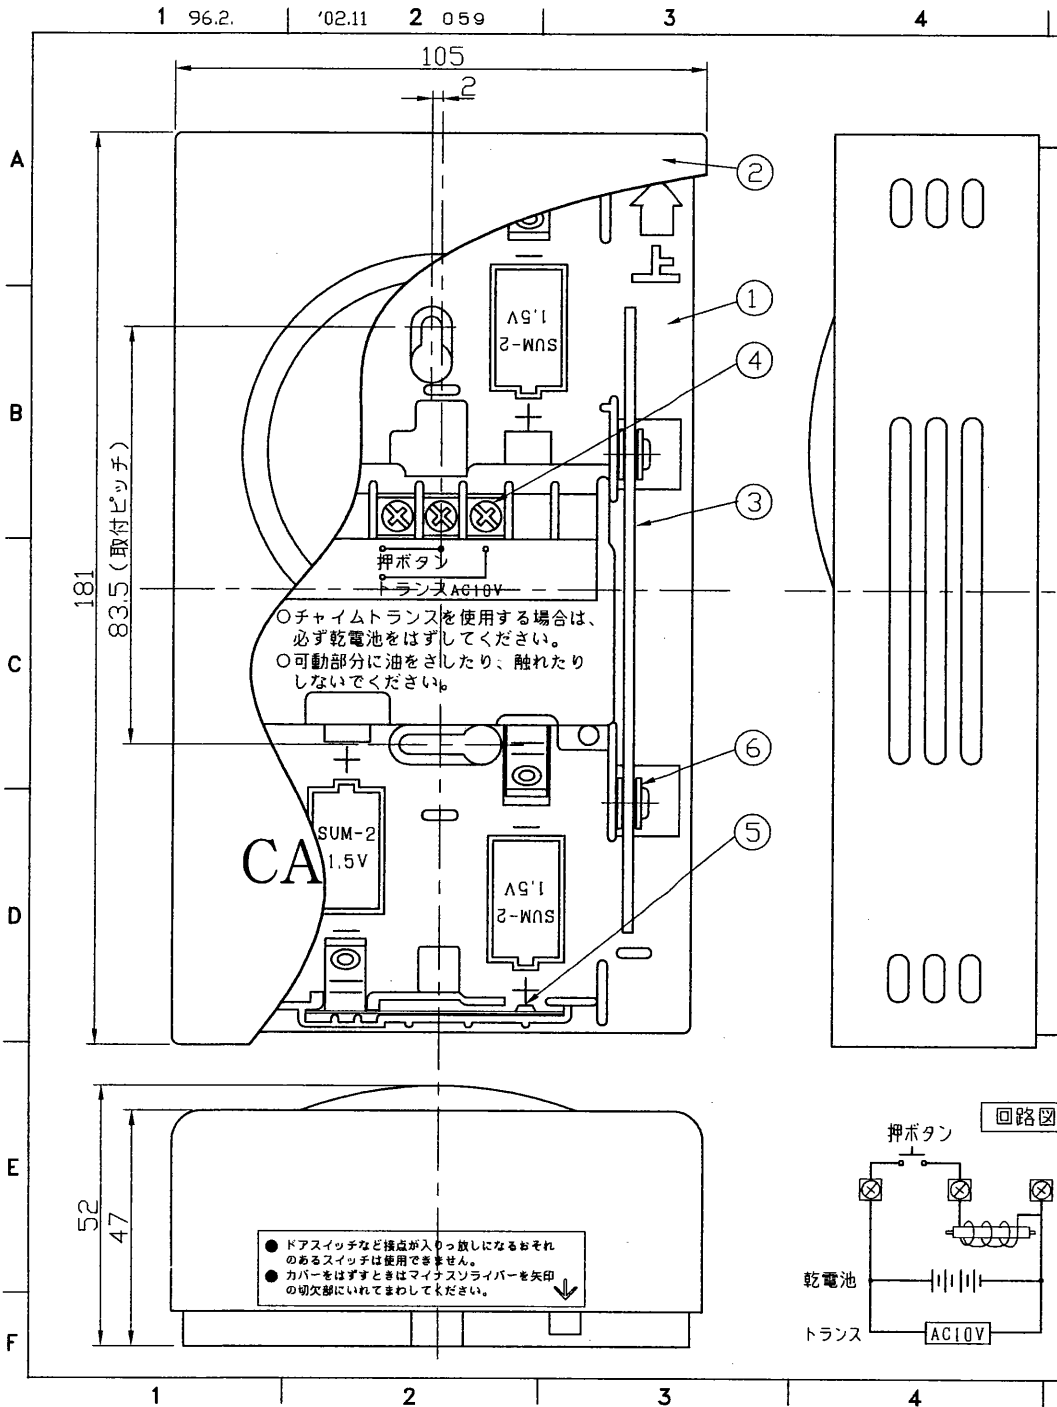 1 96.2. '02.11 2 059 3 4
105
2
A
②
上
①
SUM-2
1.5V
④
B
③
83.5(取付ピッチ)
181
押ボタン
トランスAC10V
○チャイムトランスを使用する場合は、
必ず乾電池をはずしてください。
C
○可動部分に油をさしたり、触れたり
しないでください。
⑥
SUM-2
1.5V
⑤
CA
SUM-2
1.5V
D
回路図
押ボタン
E
52
47
● ドアスイッチなど接点が入りっ放しになるおそれ
のあるスイッチは使用できません。
● カバーをはずすときはマイナスソライバーを矢印
の切欠部にいれてまわしてください。
乾電池
トランス
AC10V
F
1 2 3 4